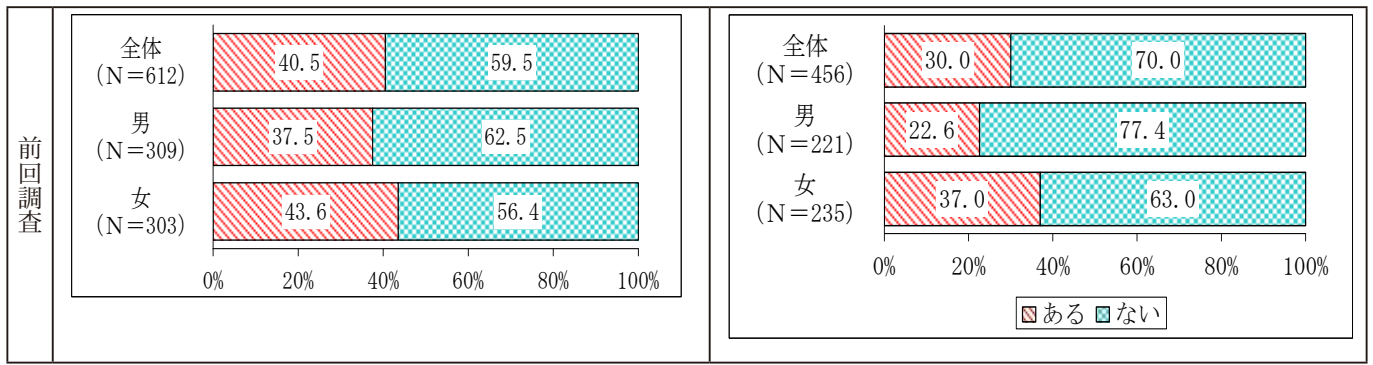 前回調査
全体
（Ｎ＝612）
40.5
59.5
男
（Ｎ＝309）
37.5
62.5
女
（Ｎ＝303）
43.6
56.4
0%
20%
40%
60%
80%
100%
全体
（Ｎ＝456）
30.0
70.0
男
（Ｎ＝221）
22.6
77.4
女
（Ｎ＝235）
37.0
63.0
0%
20%
40%
60%
80%
100%
ある
ない